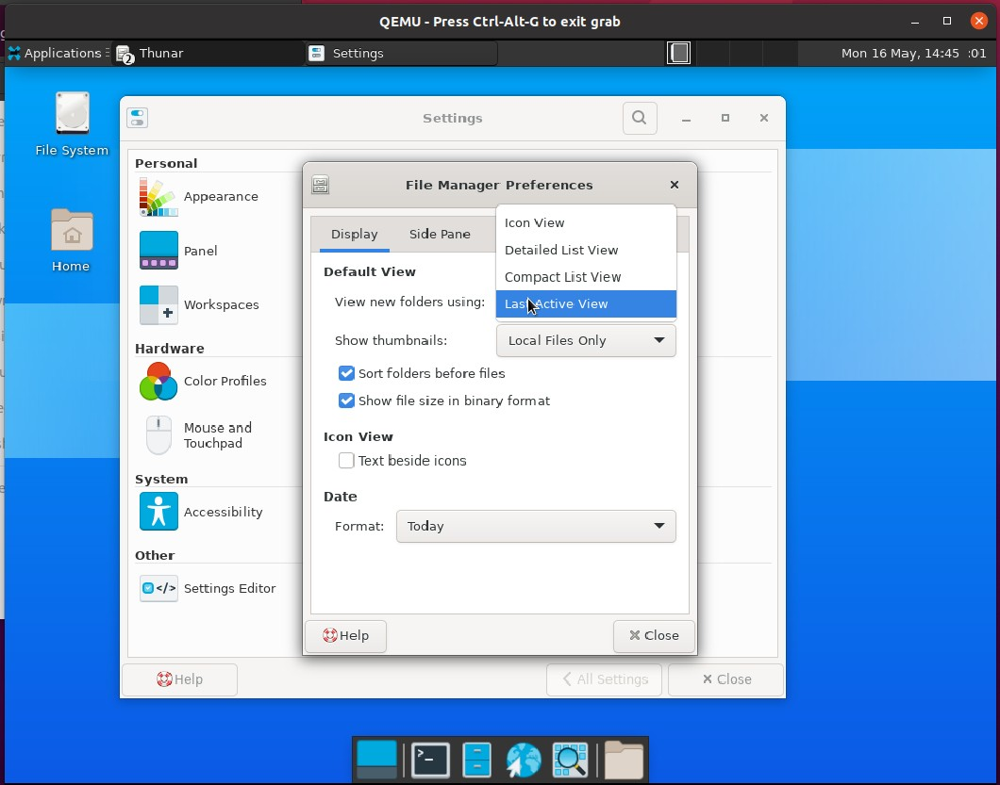 QEMU - Press Ctrl-Alt-G to exit grab
Applications
2
Thunar
Settings
Mon 16 May, 14:45 :01
File System
Home
Settings
Personal
Appearance
Panel
Workspaces
Hardware
Color Profiles
Mouse and
Touchpad
System
Accessibility
Other
</>
Settings Editor
Help
All Settings
Close
File Manager Preferences
Display
Side Pane
Default View
View new folders using:
Icon View
Detailed List View
Compact List View
Last Active View
Show thumbnails:
Local Files Only
Sort folders before files
Show file size in binary format
Icon View
Text beside icons
Date
Format:
Today
Help
Close
>_